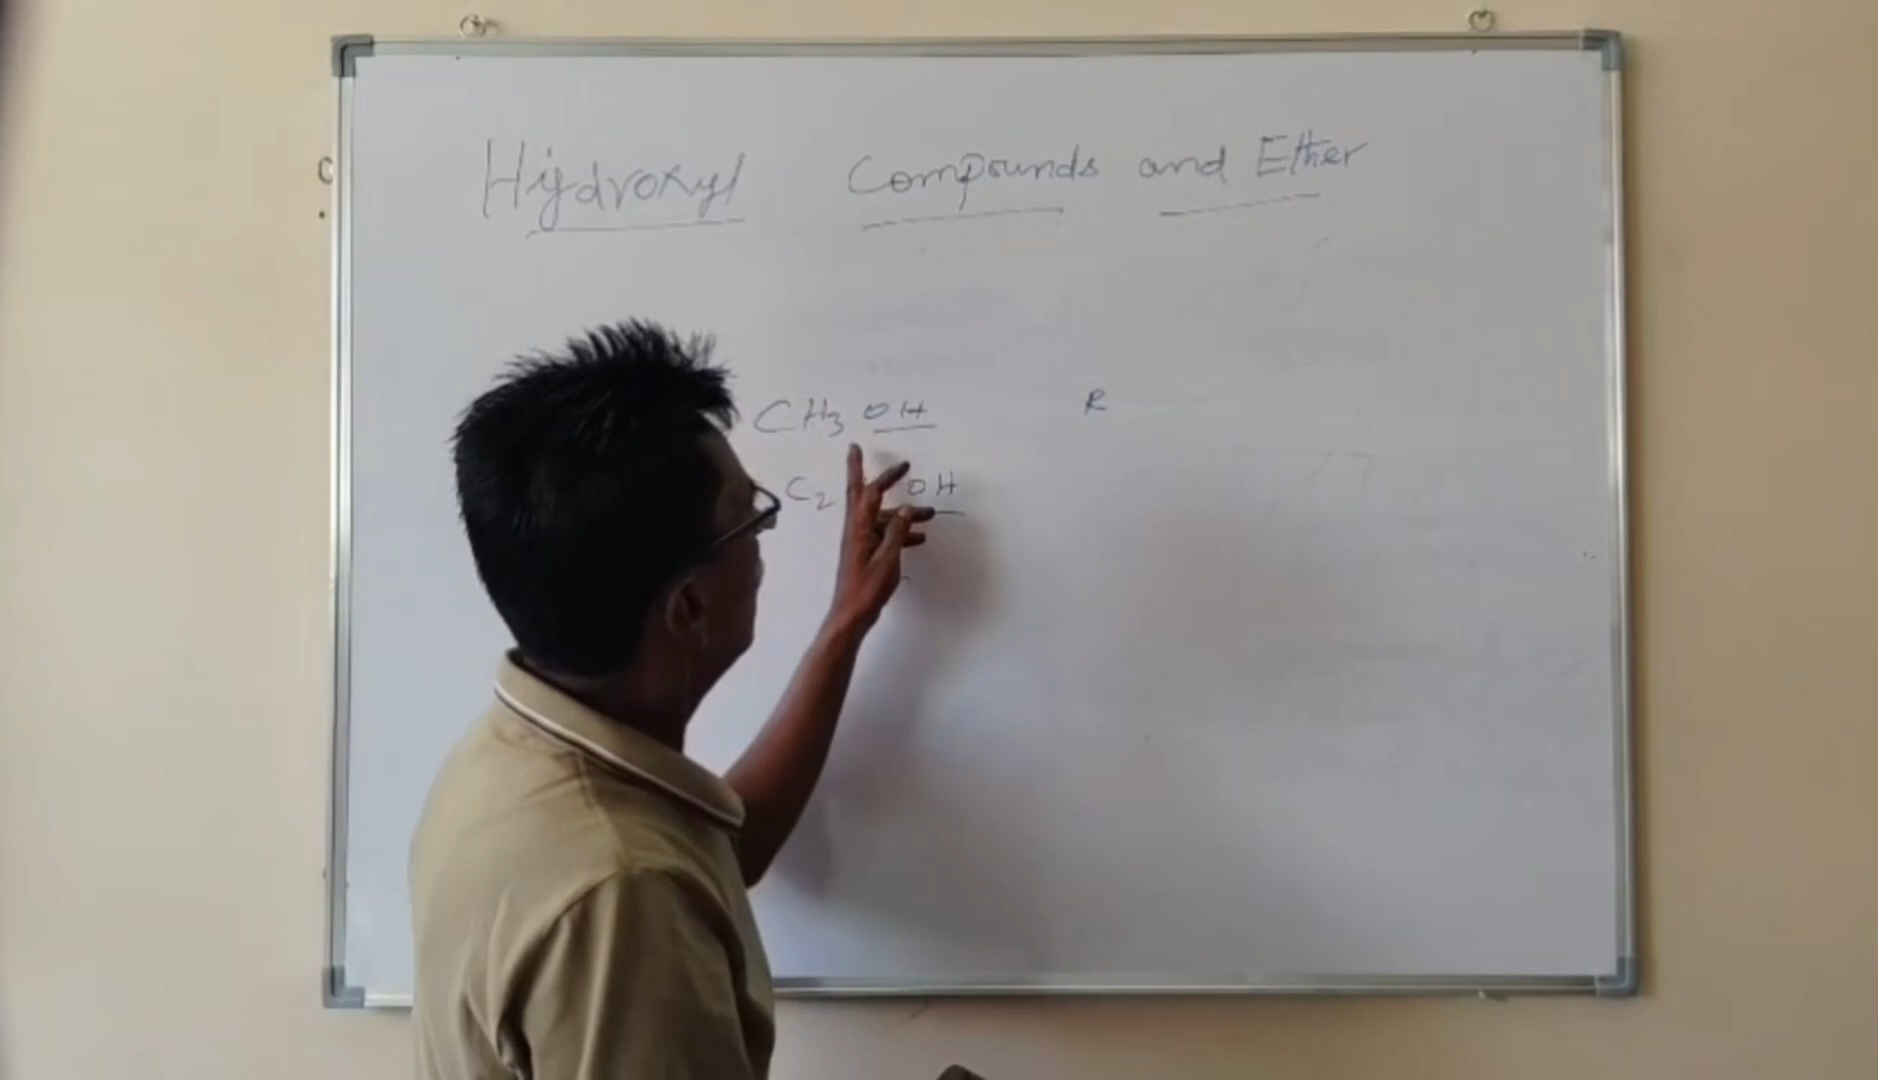 Hydroxyl Compounds and Ether
CH3 OH R
C2 OH